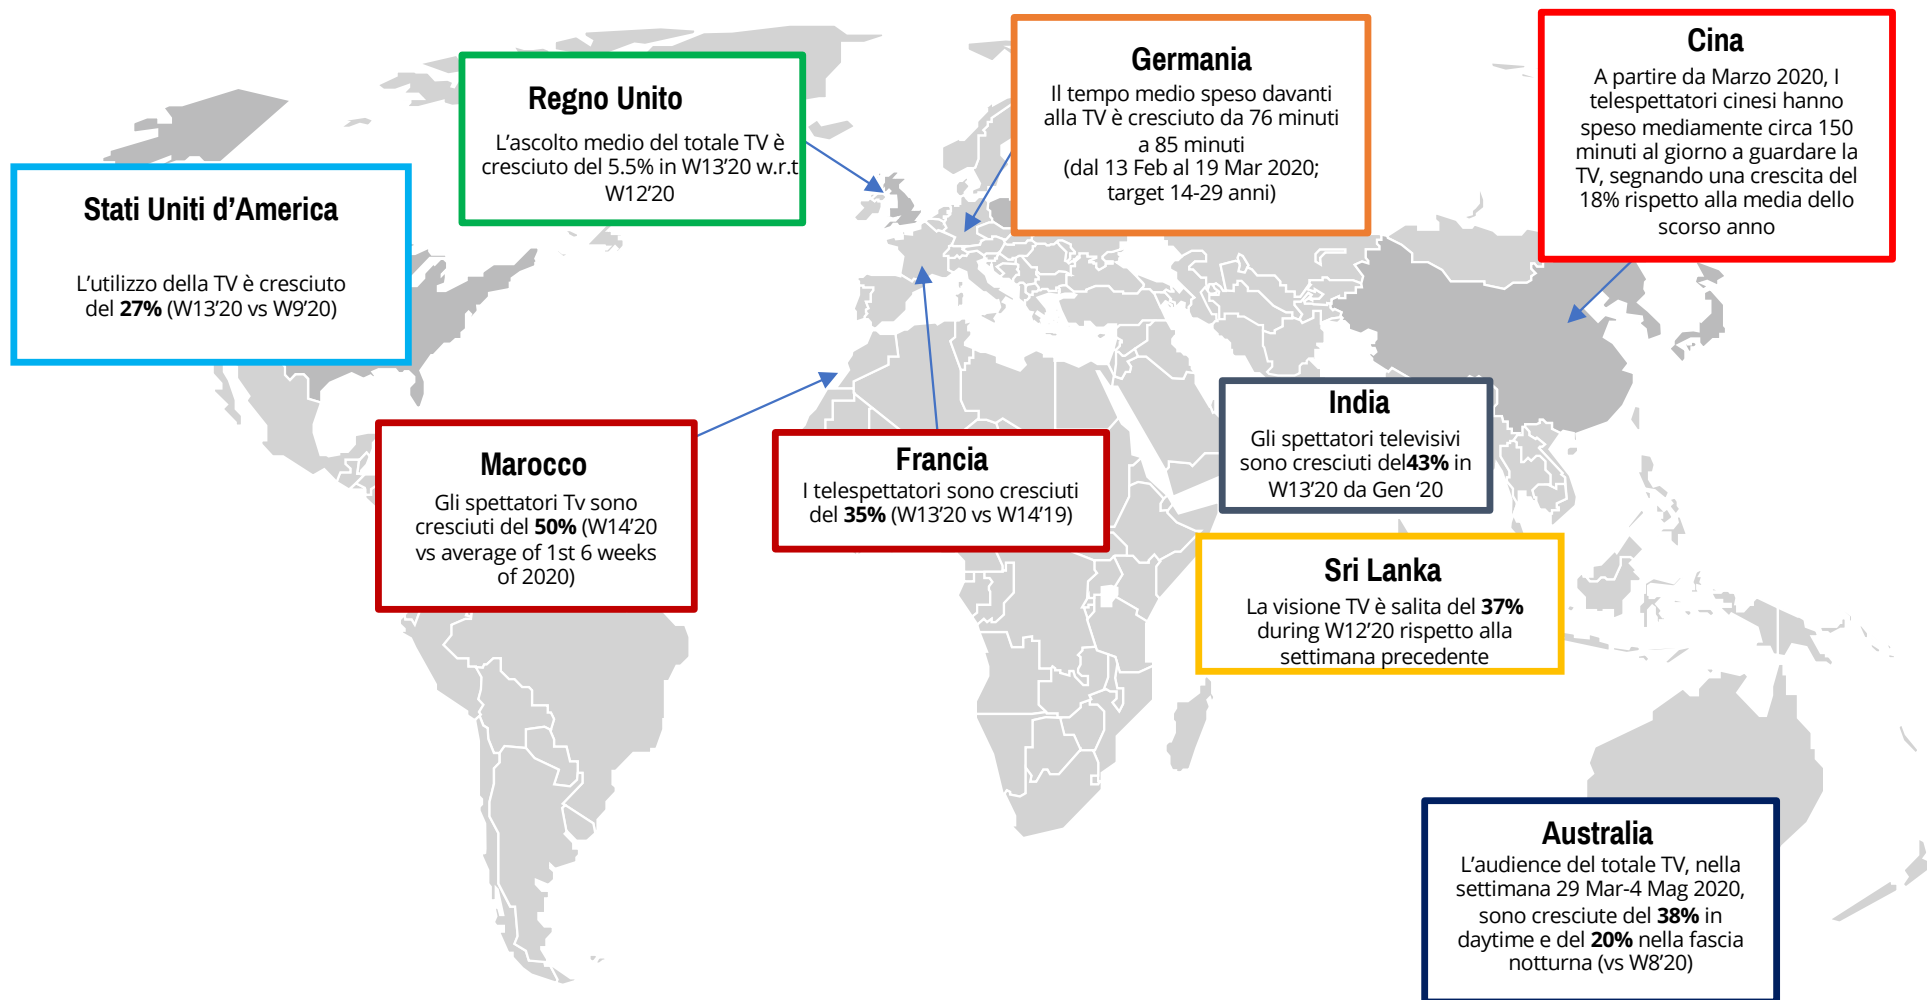 Stati Uniti d’America
L’utilizzo della TV è cresciuto
del 27% (W13’20 vs W9’20)
Regno Unito
L’ascolto medio del totale TV è
cresciuto del 5.5% in W13’20 w.r.t
W12’20
Germania
Il tempo medio speso davanti
alla TV è cresciuto da 76 minuti
a 85 minuti
(dal 13 Feb al 19 Mar 2020;
target 14-29 anni)
Cina
A partire da Marzo 2020, I
telespettatori cinesi hanno
speso mediamente circa 150
minuti al giorno a guardare la
TV, segnando una crescita del
18% rispetto alla media dello
scorso anno
Marocco
Gli spettatori Tv sono
cresciuti del 50% (W14’20
vs average of 1st 6 weeks
of 2020)
Francia
I telespettatori sono cresciuti
del 35% (W13’20 vs W14’19)
India
Gli spettatori televisivi
sono cresciuti del43% in
W13’20 da Gen ‘20
Sri Lanka
La visione TV è salita del 37%
during W12’20 rispetto alla
settimana precedente
Australia
L’audience del totale TV, nella
settimana 29 Mar-4 Mag 2020,
sono cresciute del 38% in
daytime e del 20% nella fascia
notturna (vs W8’20)